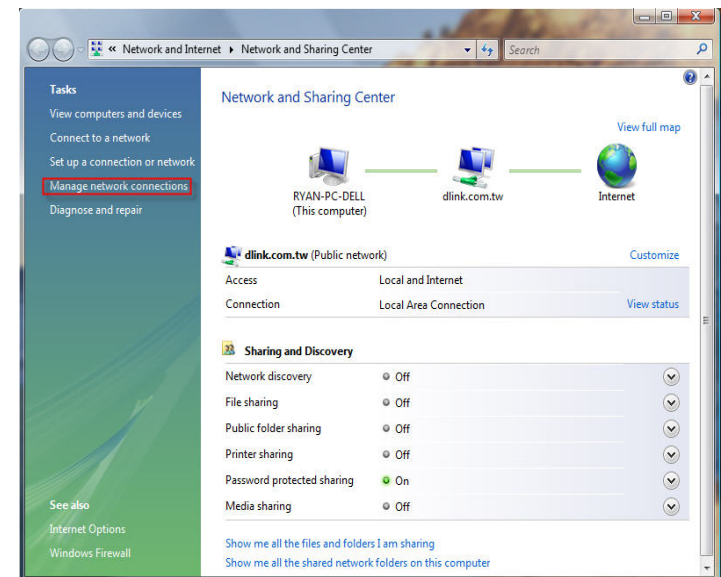 « Network and Internet ▸ Network and Sharing Center
Search
Tasks
View computers and devices
Connect to a network
Set up a connection or network
Manage network connections
Diagnose and repair
See also
Internet Options
Windows Firewall
Network and Sharing Center
View full map
RYAN-PC-DELL
(This computer)
dlink.com.tw
Internet
dlink.com.tw (Public network)
Customize
Access Local and Internet
Connection Local Area Connection View status
Sharing and Discovery
Network discovery Off
File sharing Off
Public folder sharing Off
Printer sharing Off
Password protected sharing On
Media sharing Off
Show me all the files and folders I am sharing
Show me all the shared network folders on this computer